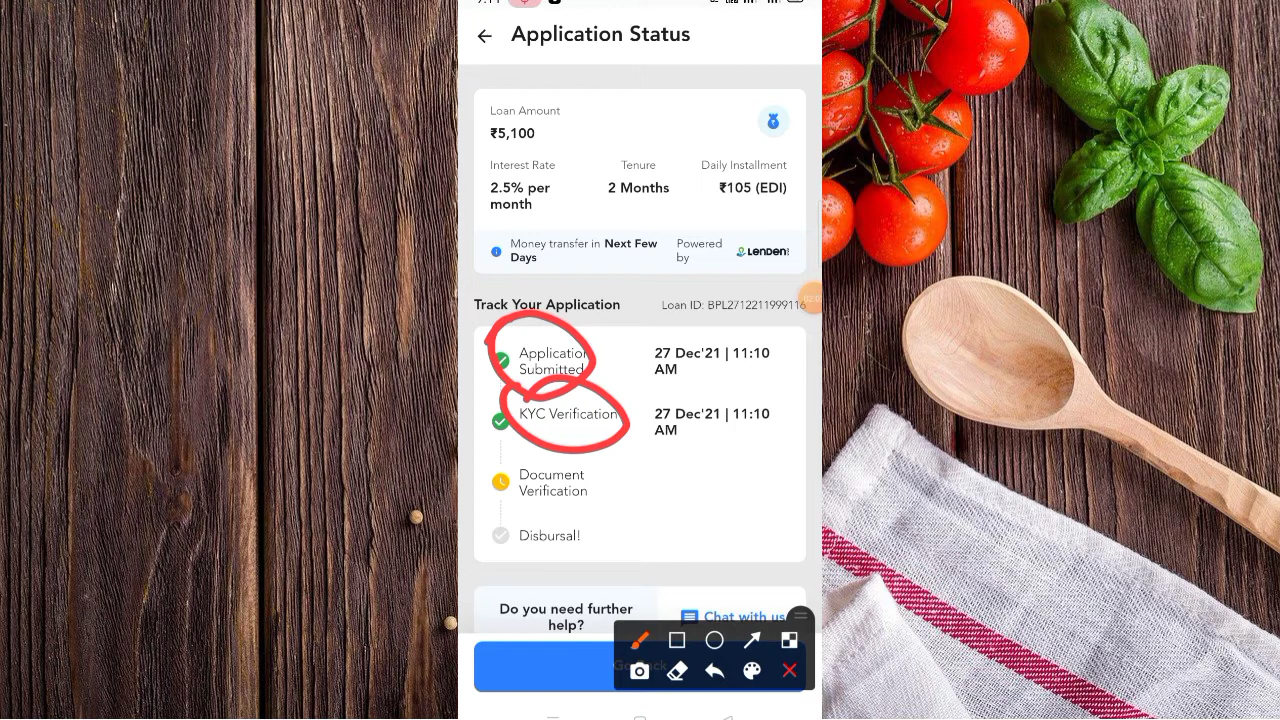 Application Status
Loan Amount
₹5,100
Interest Rate Tenure Daily Installment
2.5% per 2 Months ₹105 (EDI)
month
Money transfer in Next Few Powered LenDen
Days by
Track Your Application Loan ID: BPL2712211999116
Application 27 Dec'21 | 11:10
Submitted AM
KYC Verification 27 Dec'21 | 11:10
AM
Document
Verification
Disbursal!
Do you need further Chat with us
help?